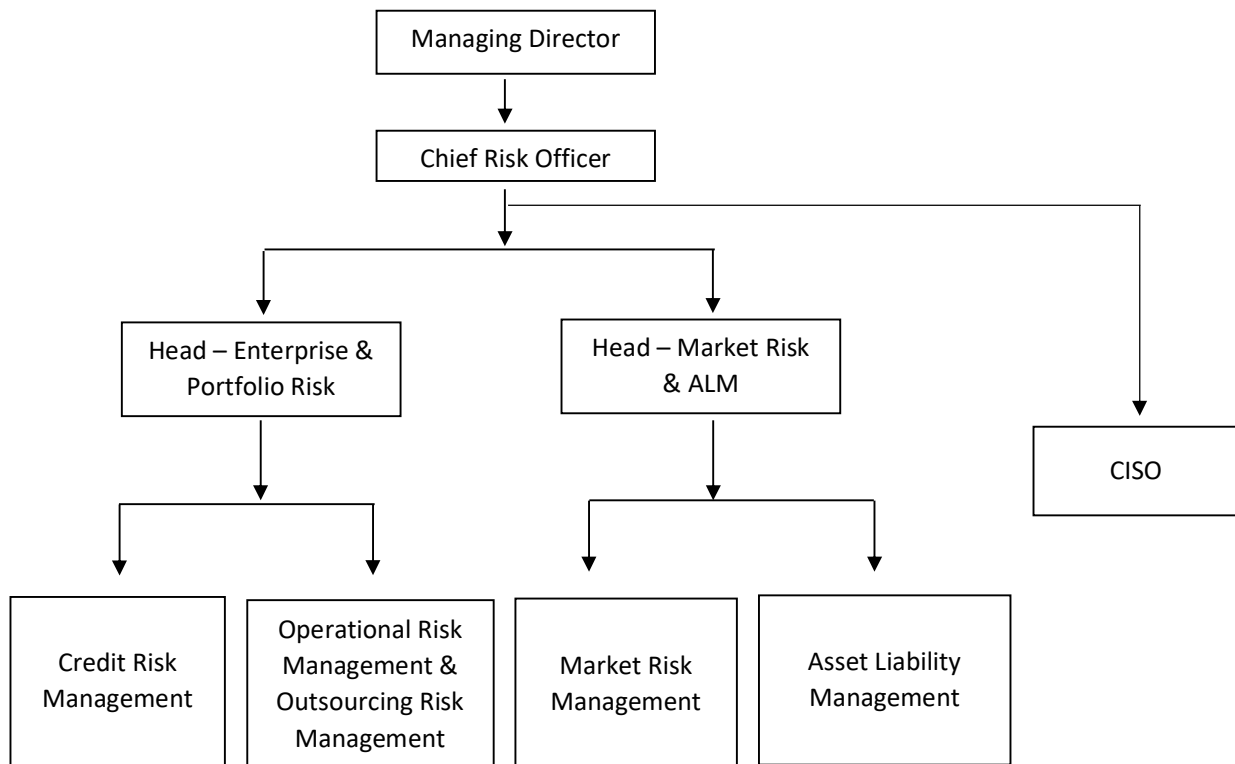 Managing Director
Chief Risk Officer
Head – Enterprise &
Portfolio Risk
Head – Market Risk
& ALM
CISO
Credit Risk
Management
Operational Risk
Management &
Outsourcing Risk
Management
Market Risk
Management
Asset Liability
Management